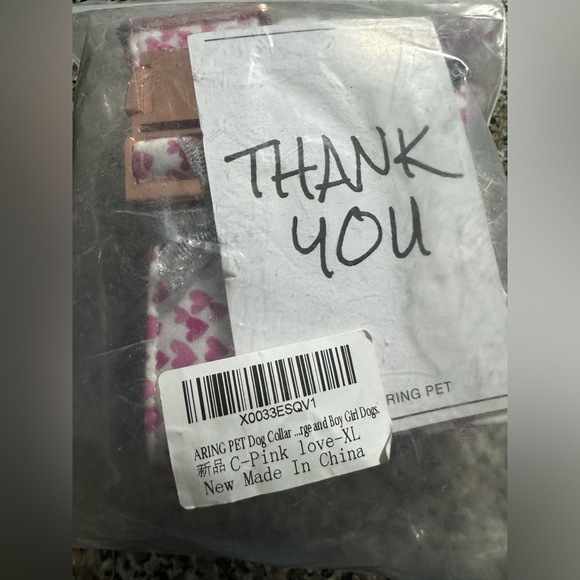 THANK
YOU
ARING PET
X0033ESQV1
ARING PET Dog Collar ...rge and Boy Girl Dogs.
新品 C-Pink love-XL
New Made In China